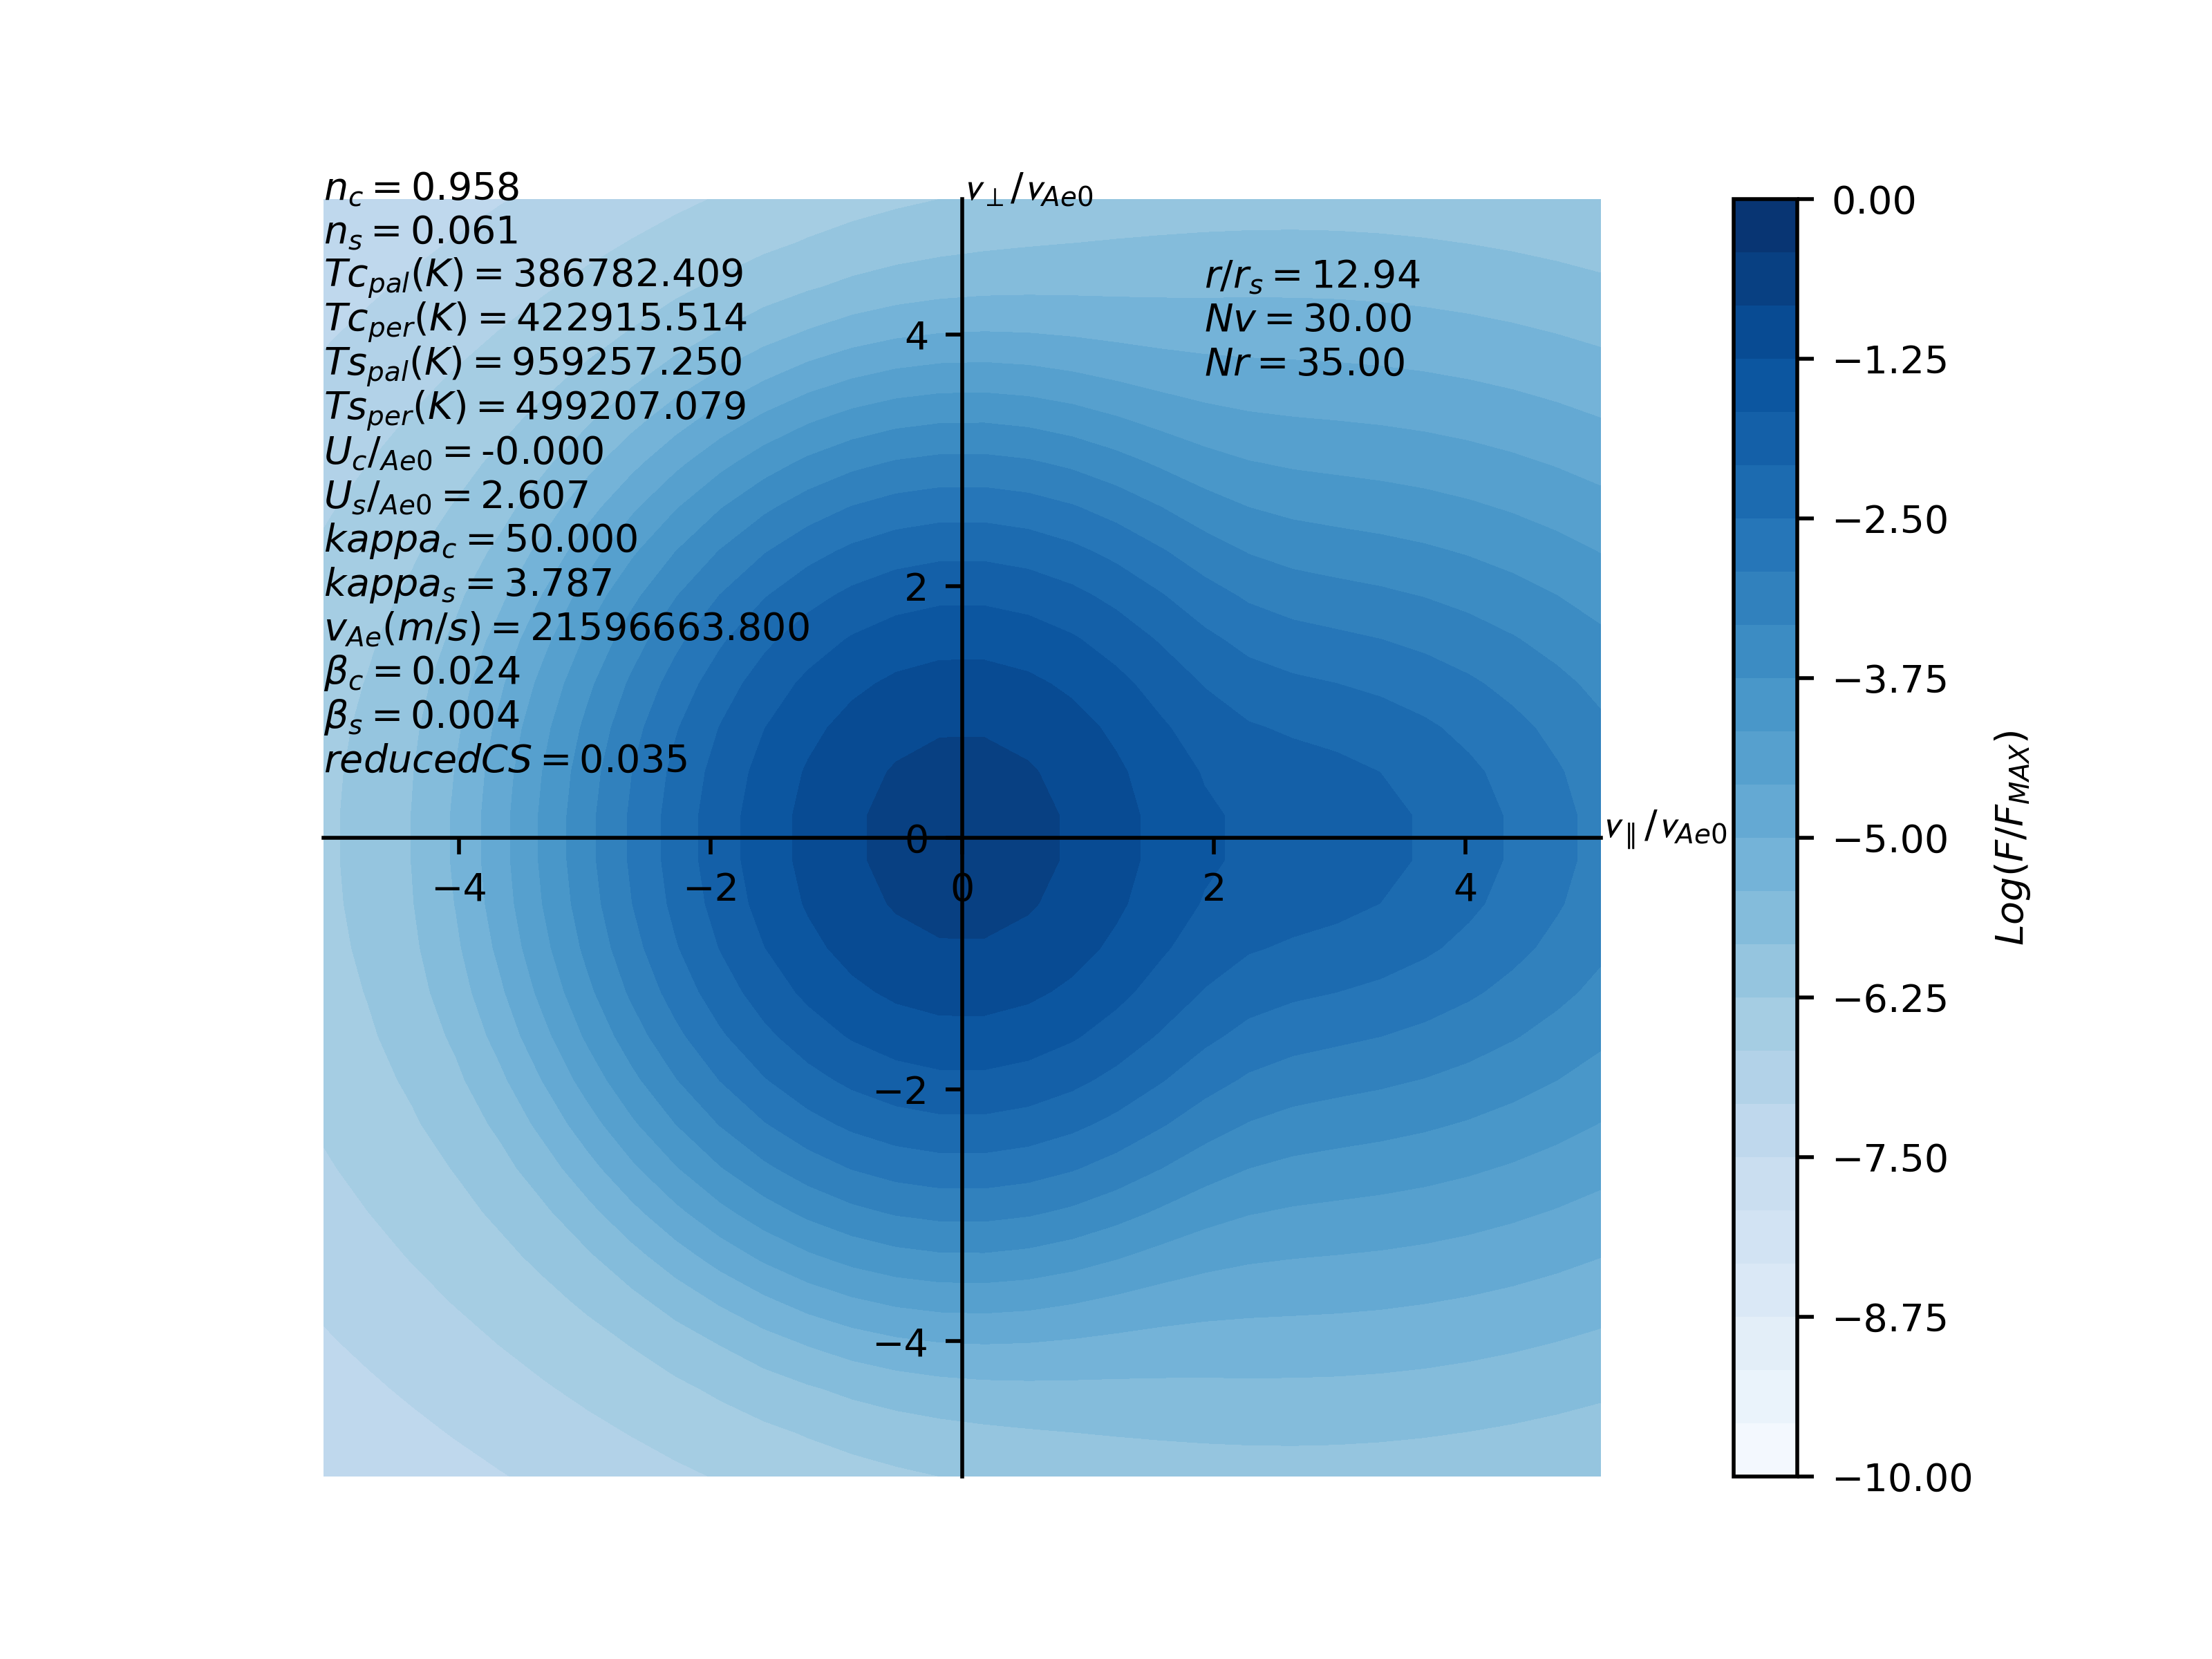 n_c = 0.958
n_s = 0.061
Tc_pal(K) = 386782.409
Tc_per(K) = 422915.514
Ts_pal(K) = 959257.250
Ts_per(K) = 499207.079
U_c/_Ae0 = -0.000
U_s/_Ae0 = 2.607
kappa_c = 50.000
kappa_s = 3.787
v_Ae(m/s) = 21596663.800
β_c = 0.024
β_s = 0.004
reducedCS = 0.035
v_⊥/v_Ae0
r/r_s = 12.94
Nv = 30.00
Nr = 35.00
4
2
0
−2
−4
−4
−2
0
2
4
v_∥/v_Ae0
0.00
−1.25
−2.50
−3.75
−5.00
−6.25
−7.50
−8.75
−10.00
Log(F/F_MAX)